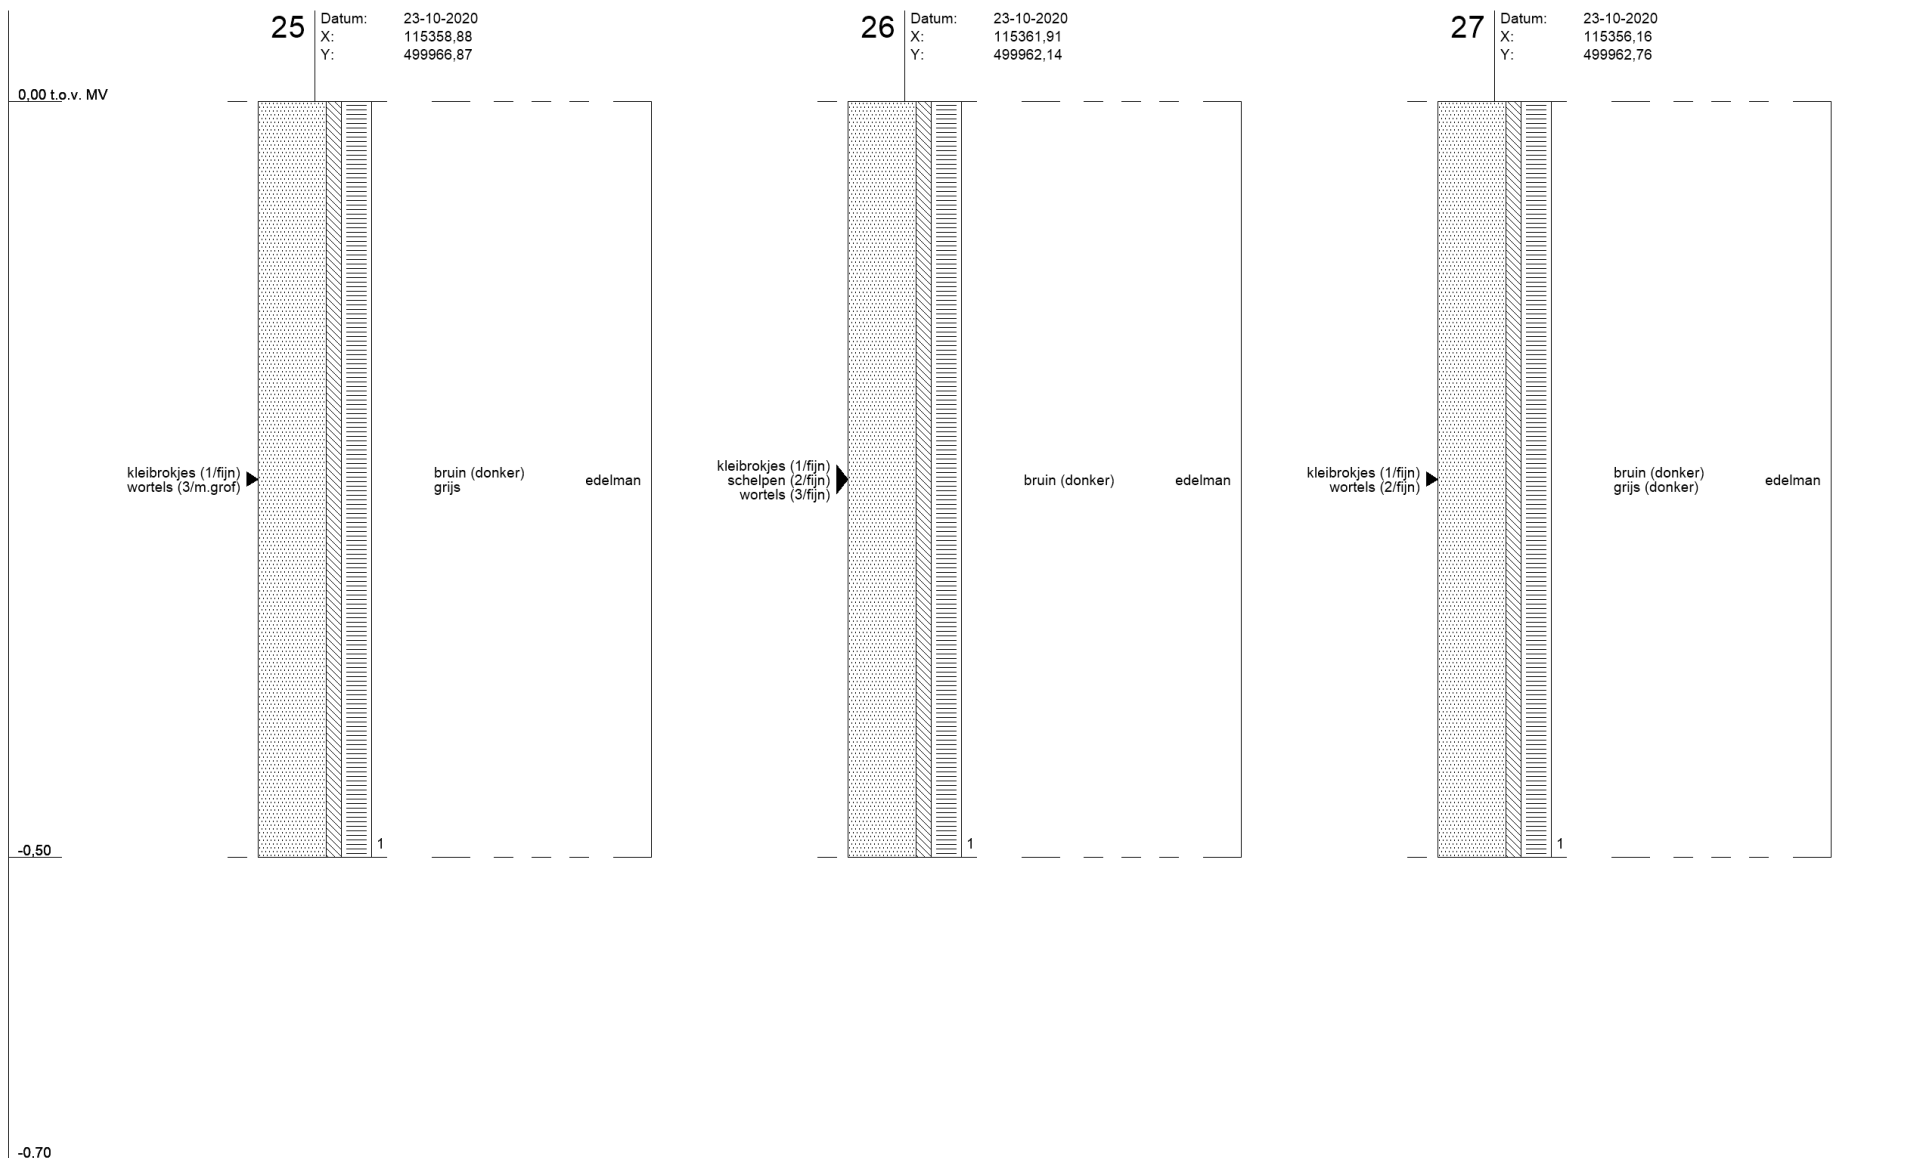 25
Datum: 23-10-2020
X: 115358,88
Y: 499966,87
26
Datum: 23-10-2020
X: 115361,91
Y: 499962,14
27
Datum: 23-10-2020
X: 115356,16
Y: 499962,76
0,00 t.o.v. MV
kleibrokjes (1/fijn)
wortels (3/m.grof)
bruin (donker)
grijs
edelman
1
kleibrokjes (1/fijn)
schelpen (2/fijn)
wortels (3/fijn)
bruin (donker)
edelman
1
kleibrokjes (1/fijn)
wortels (2/fijn)
bruin (donker)
grijs (donker)
edelman
1
-0,50
-0,70